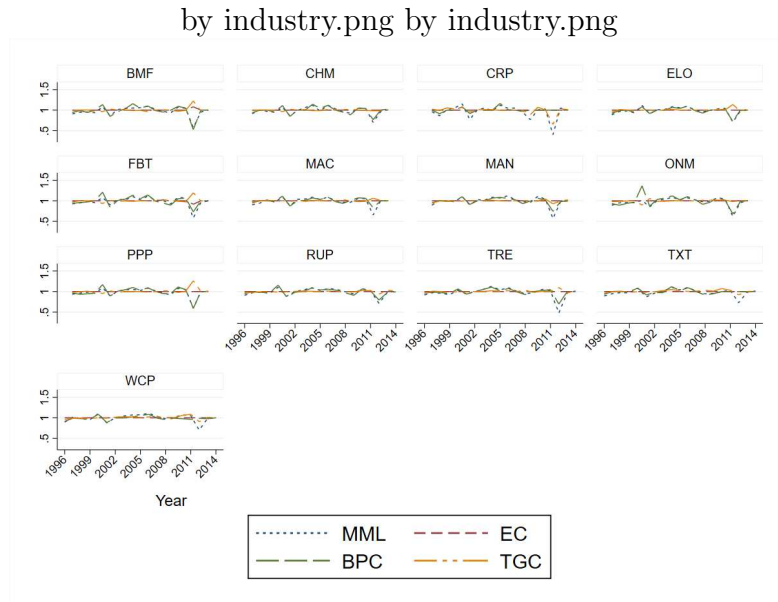 by industry.png by industry.png
BMF CHM CRP ELO
.5 1 1.5
FBT MAC MAN ONM
.5 1 1.5
PPP RUP TRE TXT
.5 1 1.5
1996 1999 2002 2005 2008 2011 2014 1996 1999 2002 2005 2008 2011 2014 1996 1999 2002 2005 2008 2011 2014
WCP
.5 1 1.5
1996 1999 2002 2005 2008 2011 2014
Year
MML EC
BPC TGC